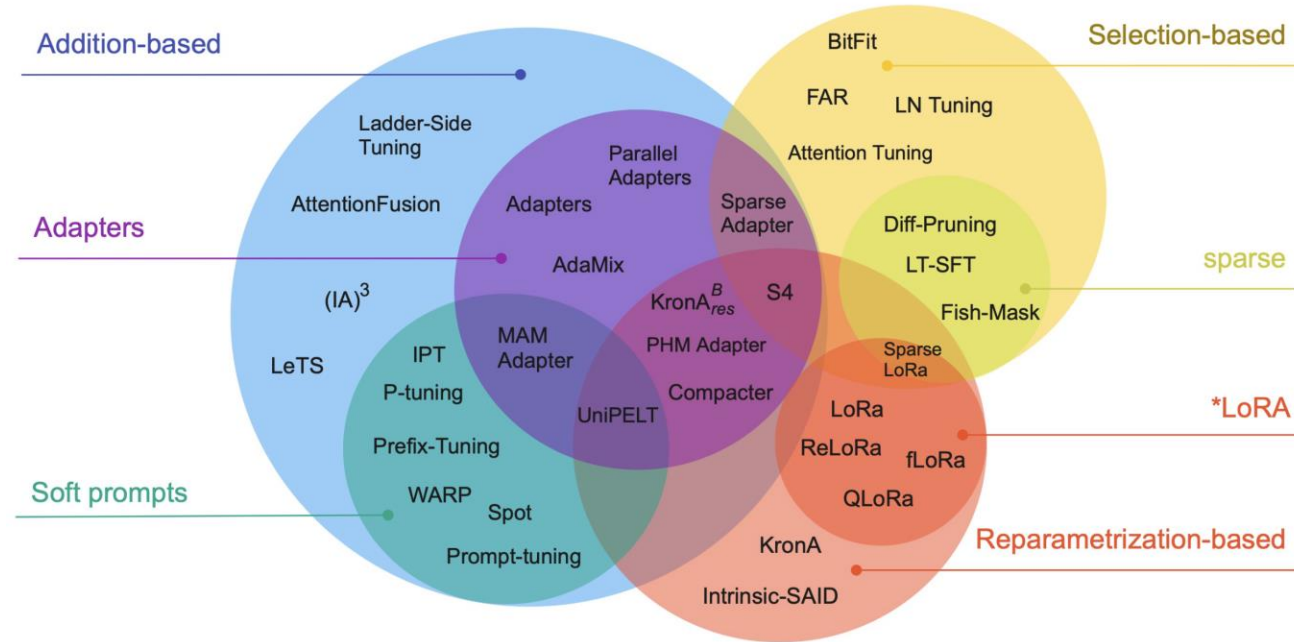 Addition-based
Adapters
Soft prompts
Selection-based
sparse
*LoRA
Reparametrization-based
Ladder-Side
Tuning
AttentionFusion
(IA)³
LeTS
Parallel
Adapters
Adapters
AdaMix
Sparse
Adapter
KronA^B_res
S4
PHM Adapter
Compacter
MAM
Adapter
UniPELT
IPT
P-tuning
Prefix-Tuning
WARP
Spot
Prompt-tuning
BitFit
FAR
LN Tuning
Attention Tuning
Diff-Pruning
LT-SFT
Fish-Mask
Sparse
LoRa
LoRa
ReLoRa
fLoRa
QLoRa
KronA
Intrinsic-SAID